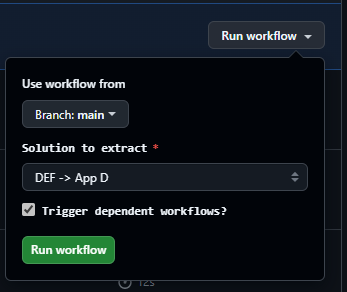 Run workflow
Use workflow from
Branch: main
Solution to extract *
DEF -> App D
Trigger dependent workflows?
Run workflow
12s